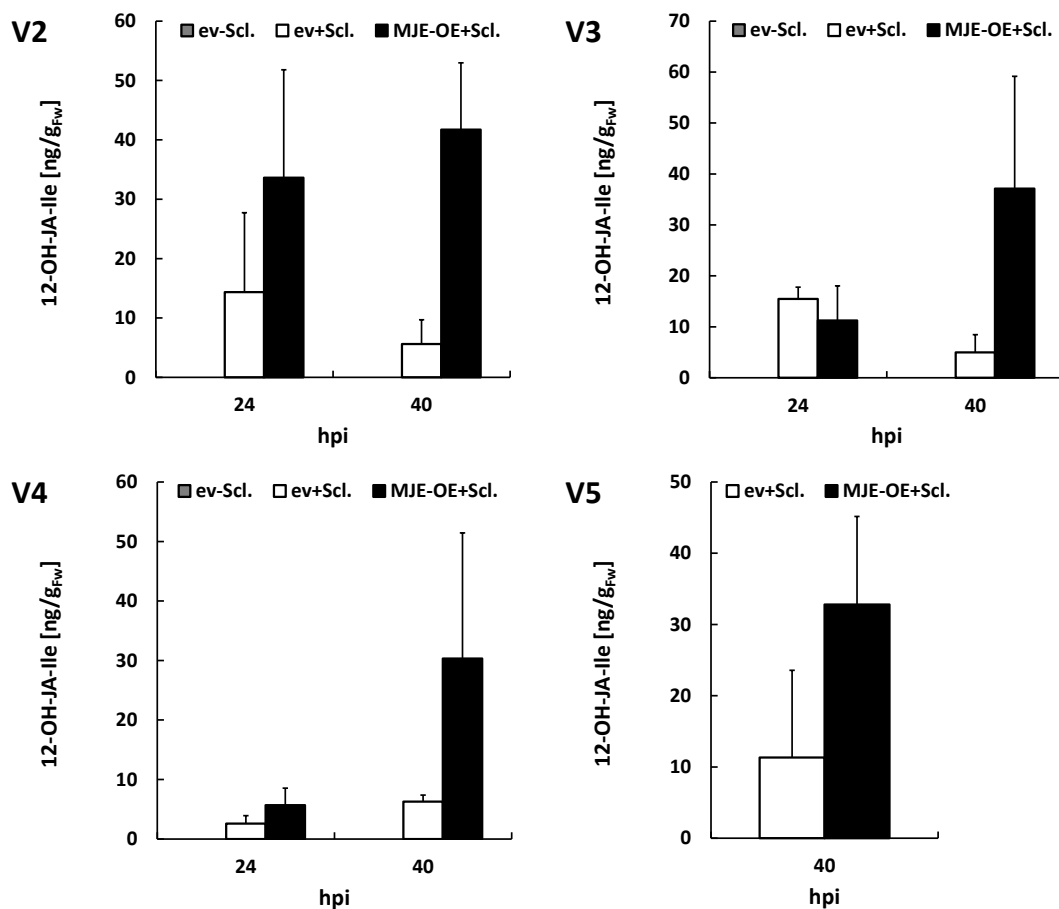 V2
ev-Scl. ev+Scl. MJE-OE+Scl.
12-OH-JA-Ile [ng/gFw]
60
50
40
30
20
10
0
24 40
hpi
V3
ev-Scl. ev+Scl. MJE-OE+Scl.
12-OH-JA-Ile [ng/gFw]
70
60
50
40
30
20
10
0
24 40
hpi
V4
ev-Scl. ev+Scl. MJE-OE+Scl.
12-OH-JA-Ile [ng/gFw]
60
50
40
30
20
10
0
24 40
hpi
V5
ev+Scl. MJE-OE+Scl.
12-OH-JA-Ile [ng/gFw]
50
40
30
20
10
0
40
hpi